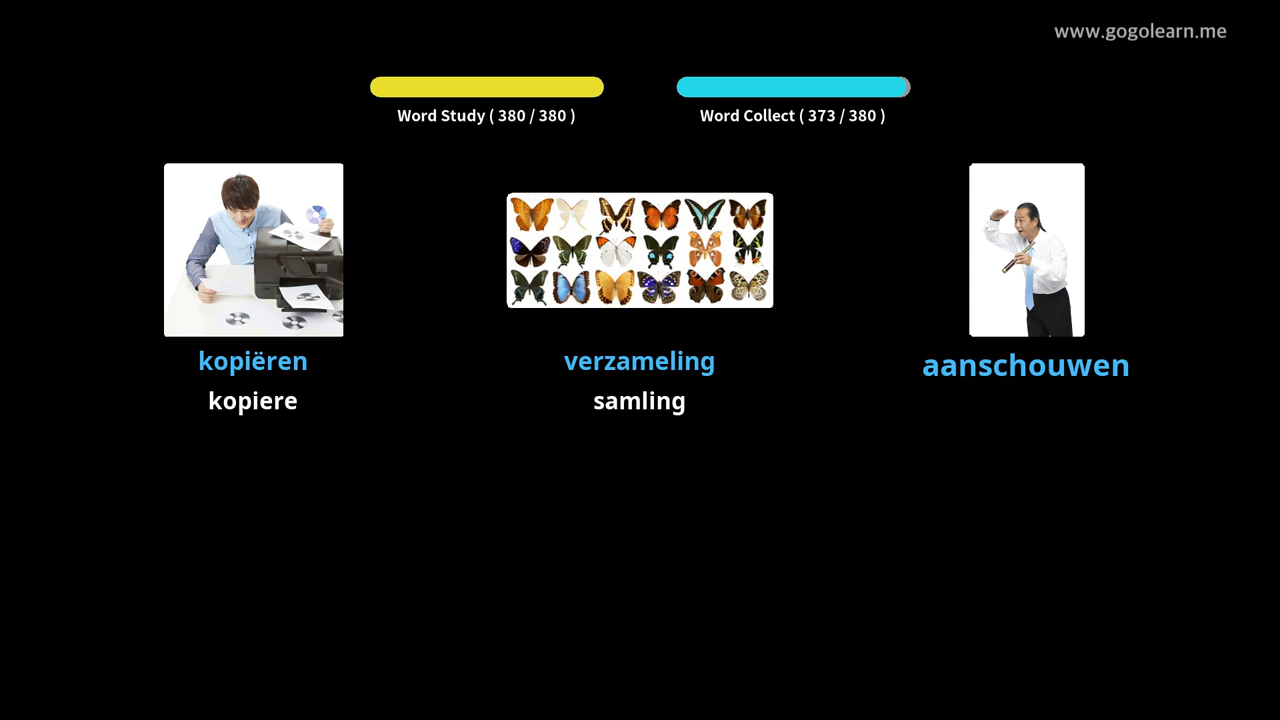 www.gogolearn.me
Word Study ( 380 / 380 )
Word Collect ( 373 / 380 )
kopiëren
kopiere
verzameling
samling
aanschouwen